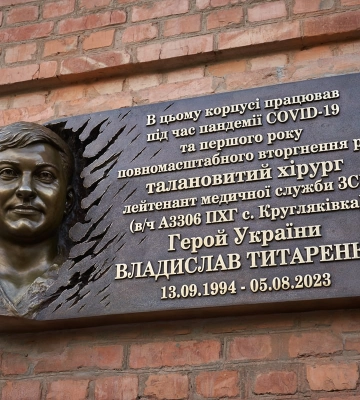 В цьому корпусі працював
під час пандемії COVID-19
та першого року
повномасштабного вторгнення р
талановитий хірург
лейтенант медичної служби ЗС
(в/ч А3306 ПХГ с. Кругляківка
Герой України
ВЛАДИСЛАВ ТИТАРЕН
13.09.1994 - 05.08.2023